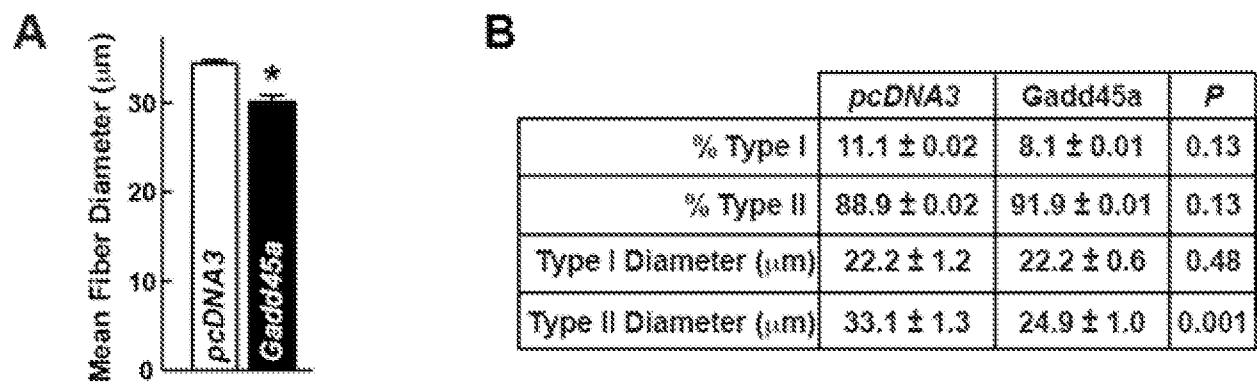 A
Mean Fiber Diameter (μm)
30
20
10
0
pcDNA3
*
Gadd45a
B
pcDNA3 Gadd45a P
% Type I 11.1 ± 0.02 8.1 ± 0.01 0.13
% Type II 88.9 ± 0.02 91.9 ± 0.01 0.13
Type I Diameter (μm) 22.2 ± 1.2 22.2 ± 0.6 0.48
Type II Diameter (μm) 33.1 ± 1.3 24.9 ± 1.0 0.001